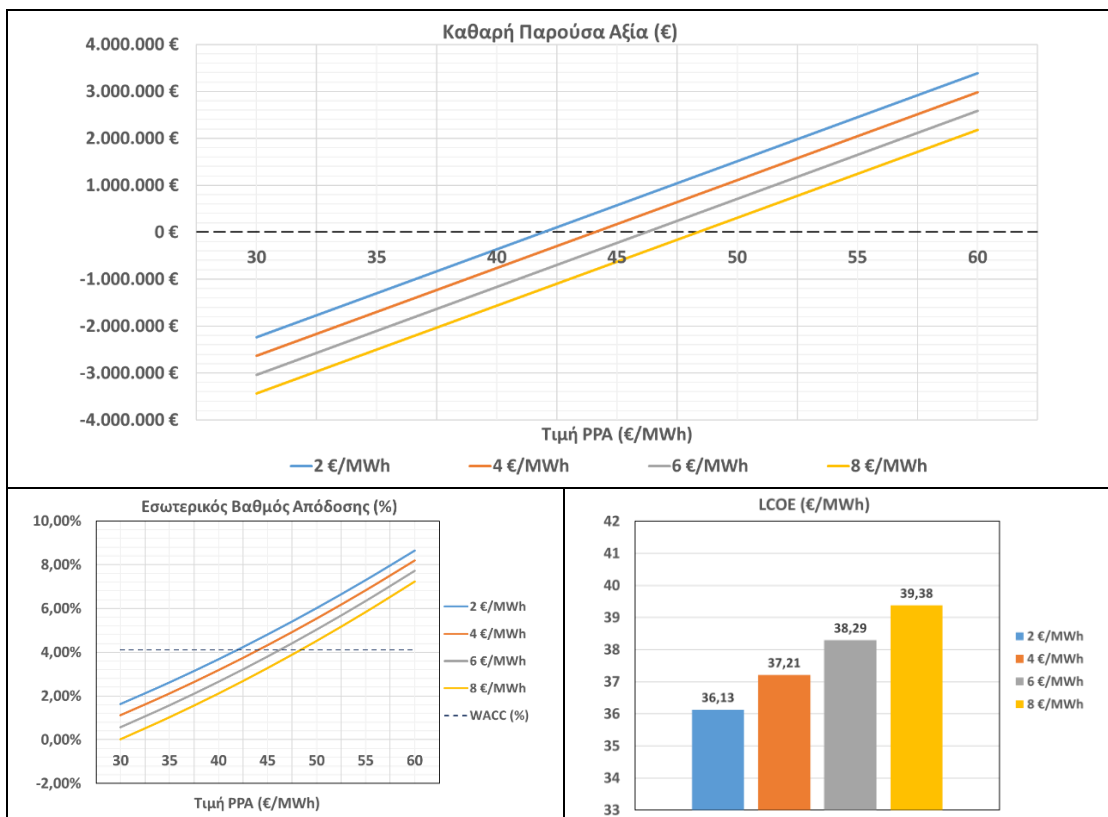 Καθαρή Παρούσα Αξία (€)
4.000.000 €
3.000.000 €
2.000.000 €
1.000.000 €
0 €
-1.000.000 €
-2.000.000 €
-3.000.000 €
-4.000.000 €
30 35 40 45 50 55 60
Τιμή PPA (€/MWh)
2 €/MWh 4 €/MWh 6 €/MWh 8 €/MWh
Εσωτερικός Βαθμός Απόδοσης (%)
10,00%
8,00%
6,00%
4,00%
2,00%
0,00%
-2,00%
30 35 40 45 50 55 60
Τιμή PPA (€/MWh)
2 €/MWh
4 €/MWh
6 €/MWh
8 €/MWh
WACC (%)
LCOE (€/MWh)
42
41
40
39
38
37
36
35
34
33
36,13
37,21
38,29
39,38
2 €/MWh
4 €/MWh
6 €/MWh
8 €/MWh